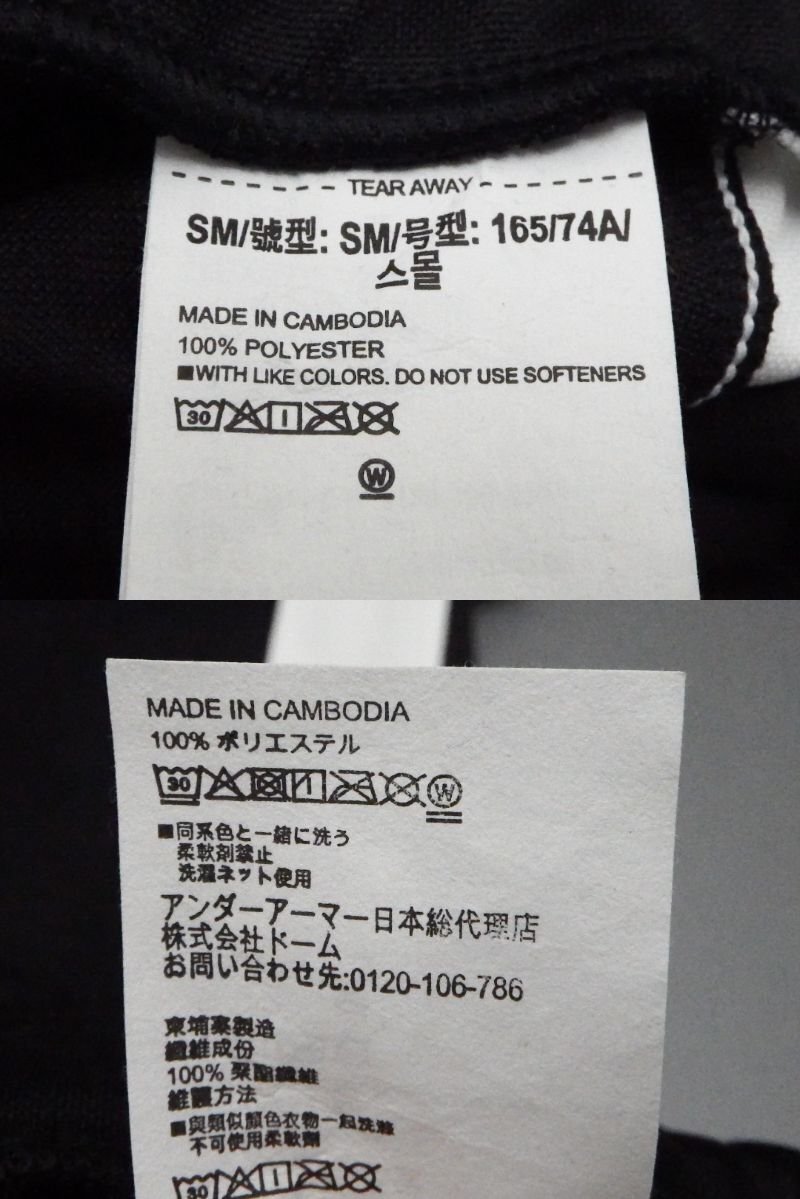 TEAR AWAY
SM/號型: SM/号型: 165/74A/
스몰
MADE IN CAMBODIA
100% POLYESTER
■WITH LIKE COLORS. DO NOT USE SOFTENERS
30
W
MADE IN CAMBODIA
100% ポリエステル
30 W
■同系色と一緒に洗う
柔軟剤禁止
洗濯ネット使用
アンダーアーマー日本総代理店
株式会社ドーム
お問い合わせ先:0120-106-786
柬埔寨製造
纖維成份
100% 聚酯纖維
維護方法
■與類似顏色衣物一起洗滌
不可使用柔軟劑
30